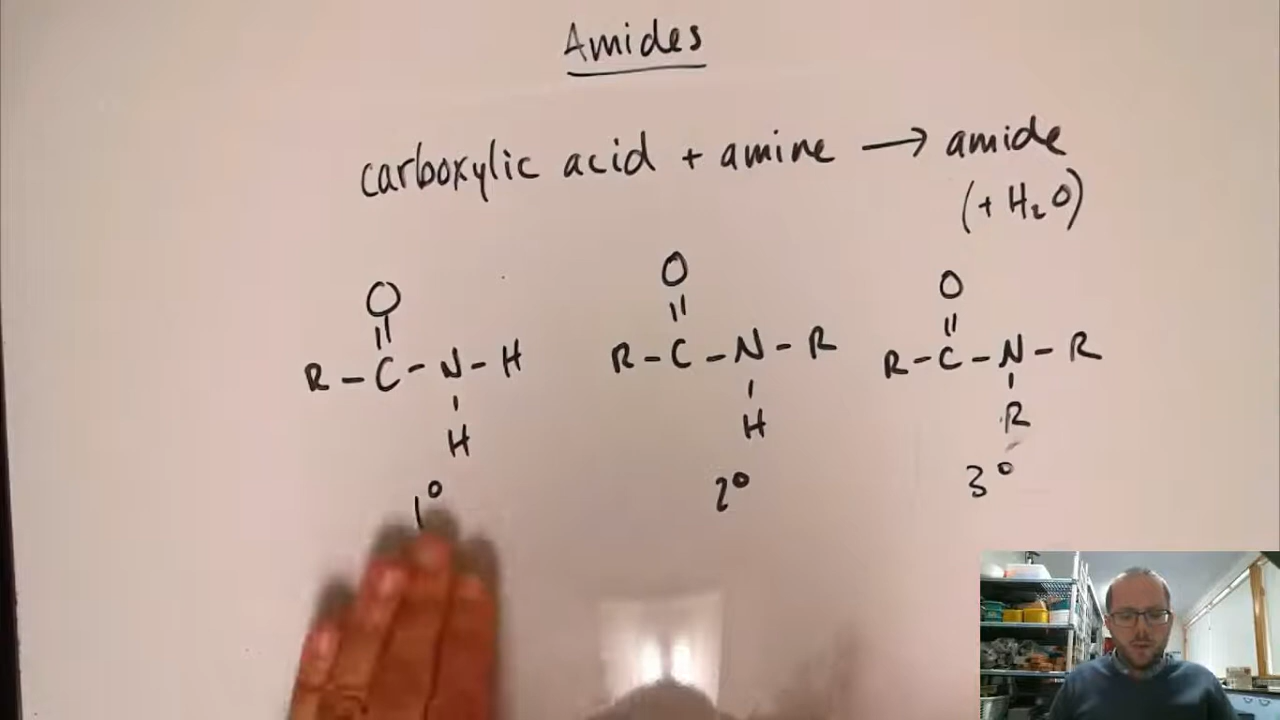 Amides
carboxylic acid + amine → amide
(+ H₂O)
O O O
|| || ||
R - C - N - H R - C - N - R R - C - N - R
| | |
H H R
1° 2° 3°